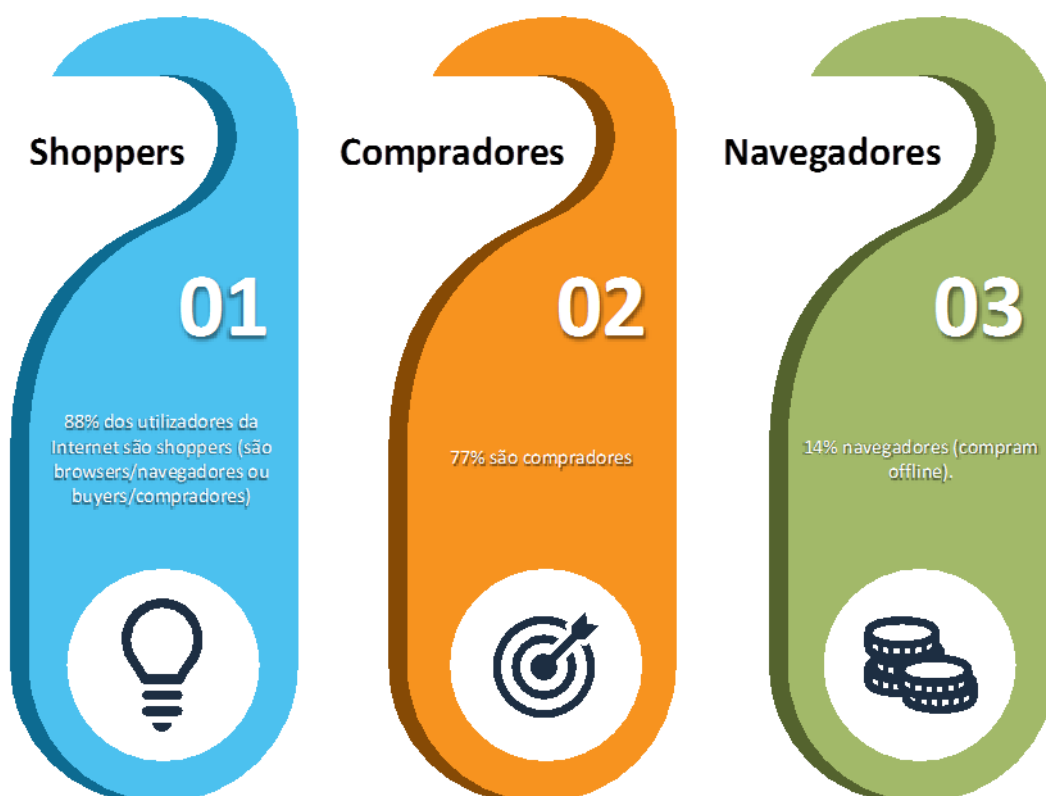 Shoppers
01
88% dos utilizadores da
Internet são shoppers (são
browsers/navegadores ou
buyers/compradores)
Compradores
02
77% são compradores
Navegadores
03
14% navegadores (compram
offline).